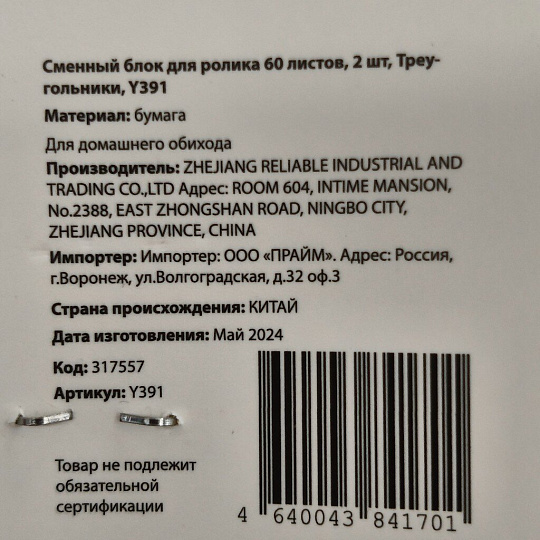 Сменный блок для ролика 60 листов, 2 шт, Треу-
гольники, Y391
Материал: бумага
Для домашнего обихода
Производитель: ZHEJIANG RELIABLE INDUSTRIAL AND
TRADING CO.,LTD Адрес: ROOM 604, INTIME MANSION,
No.2388, EAST ZHONGSHAN ROAD, NINGBO CITY,
ZHEJIANG PROVINCE, CHINA
Импортер: Импортер: ООО «ПРАЙМ». Адрес: Россия,
г.Воронеж, ул.Волгоградская, д.32 оф.3
Страна происхождения: КИТАЙ
Дата изготовления: Май 2024
Код: 317557
Артикул: Y391
Товар не подлежит
обязательной
сертификации
4 640043 841701